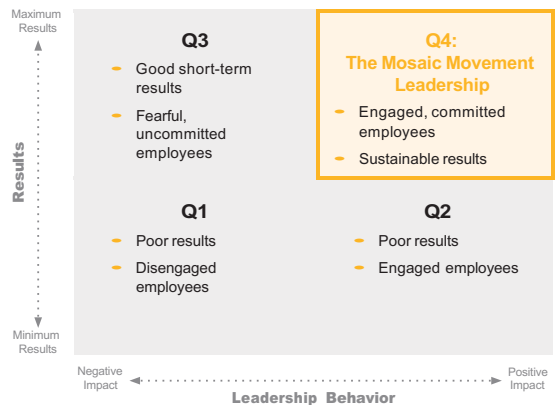 Maximum
Results
Q3
Good short-term
results
Fearful,
uncommitted
employees
Q4:
The Mosaic Movement
Leadership
Engaged, committed
employees
Sustainable results
Results
Q1
Poor results
Disengaged
employees
Q2
Poor results
Engaged employees
Minimum
Results
Negative
Impact
Positive
Impact
Leadership Behavior